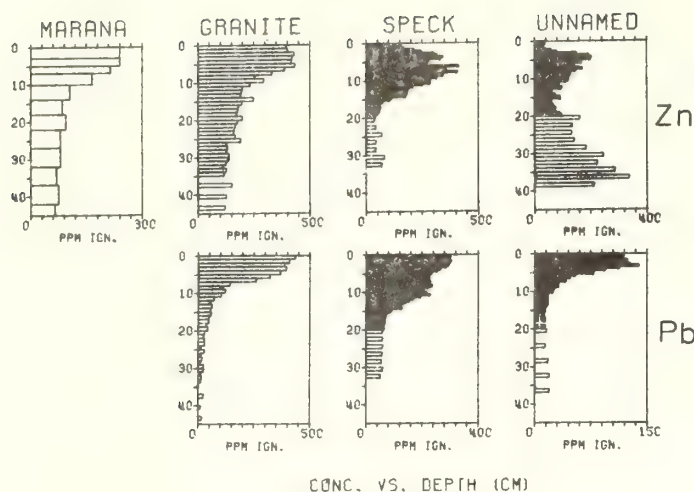 MARANA GRANITE SPECK UNNAMED
0 0 0 0
10 10 10 10
20 20 20 20
30 30 30 30
40 40 40 40
Zn
0 300 0 500 0 500 0 400
PPM IGN. PPM IGN. PPM IGN. PPM IGN.
0 0 0
10 10 10
20 20 20
30 30 30
40 40 40
Pb
0 500 0 500 0 150
PPM IGN. PPM IGN. PPM IGN.
CONC. VS. DEPTH (CM)